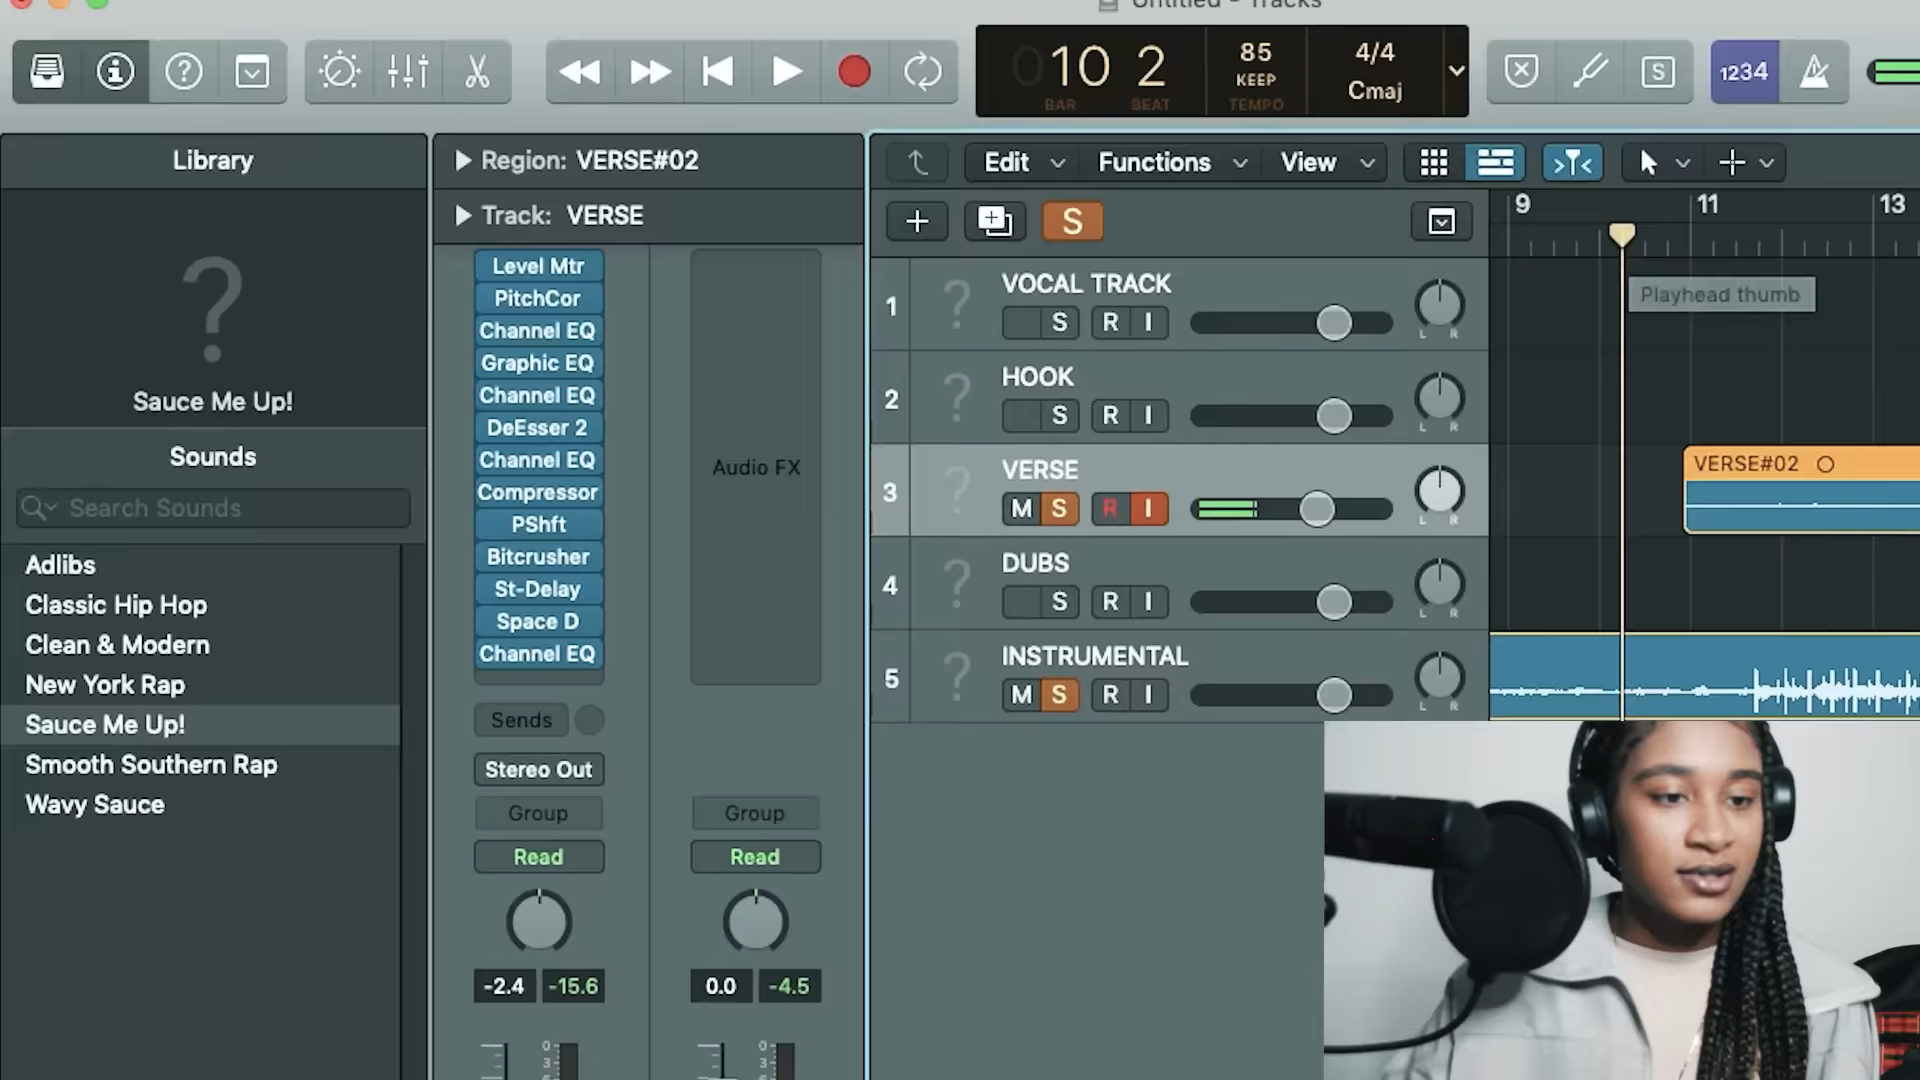 Untitled - Tracks
10 2
BAR BEAT
85
KEEP
TEMPO
4/4
Cmaj
S
1234
Library
Sauce Me Up!
Sounds
Search Sounds
Adlibs
Classic Hip Hop
Clean & Modern
New York Rap
Sauce Me Up!
Smooth Southern Rap
Wavy Sauce
Region: VERSE#02
Track: VERSE
Level Mtr
PitchCor
Channel EQ
Graphic EQ
Channel EQ
DeEsser 2
Channel EQ
Compressor
PShft
Bitcrusher
St-Delay
Space D
Channel EQ
Sends
Stereo Out
Group
Read
-2.4 -15.6
0
3
Audio FX
Group
Read
0.0 -4.5
0
3
Edit Functions View
S
9 11 13
Playhead thumb
1 VOCAL TRACK
S R I
L R
2 HOOK
S R I
L R
3 VERSE
M S R I
L R
VERSE#02
4 DUBS
S R I
L R
5 INSTRUMENTAL
M S R I
L R